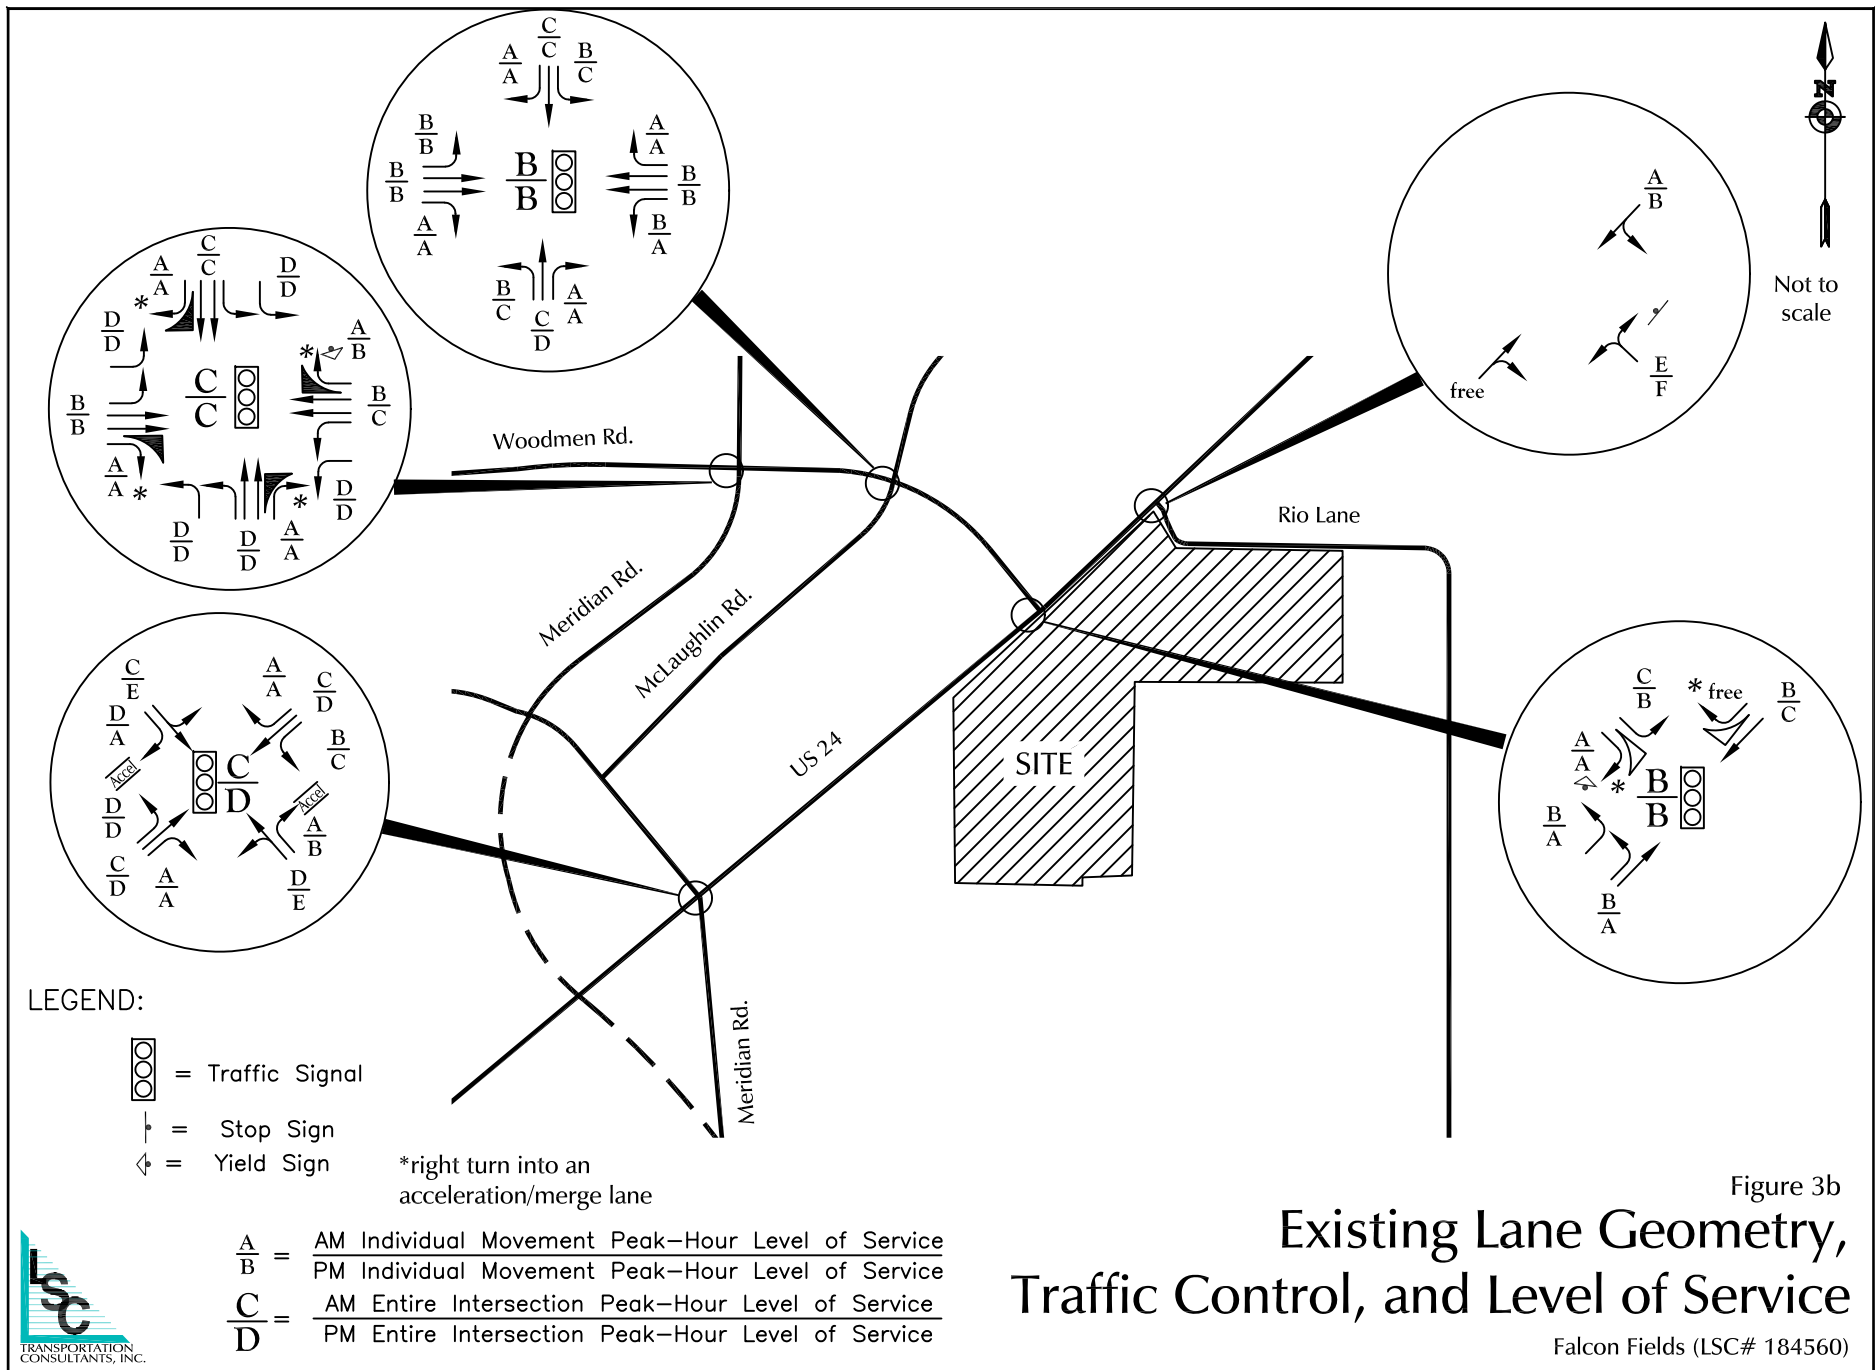 C
C
A
A
B
C
B
B
A
A
B
B
B
B
B
B
A
A
B
A
B
C
C
D
A
A
N
Not to
scale
A
B
free
E
F
A
A
C
C
D
D
*
D
D
*
A
B
C
C
B
B
B
C
A
A
*
*
D
D
D
D
D
D
A
A
Woodmen Rd.
Rio Lane
Meridian Rd.
McLaughlin Rd.
US 24
SITE
Meridian Rd.
C
E
A
A
C
D
D
A
B
C
Accel
C
D
Accel
D
D
A
B
C
D
A
A
D
E
C
B
* free
B
C
A
A
*
B
B
B
A
B
A
LEGEND:
= Traffic Signal
= Stop Sign
= Yield Sign
*right turn into an
acceleration/merge lane
A
B
=
AM Individual Movement Peak-Hour Level of Service
PM Individual Movement Peak-Hour Level of Service
C
D
=
AM Entire Intersection Peak-Hour Level of Service
PM Entire Intersection Peak-Hour Level of Service
LSC
TRANSPORTATION
CONSULTANTS, INC.
Figure 3b
Existing Lane Geometry,
Traffic Control, and Level of Service
Falcon Fields (LSC# 184560)